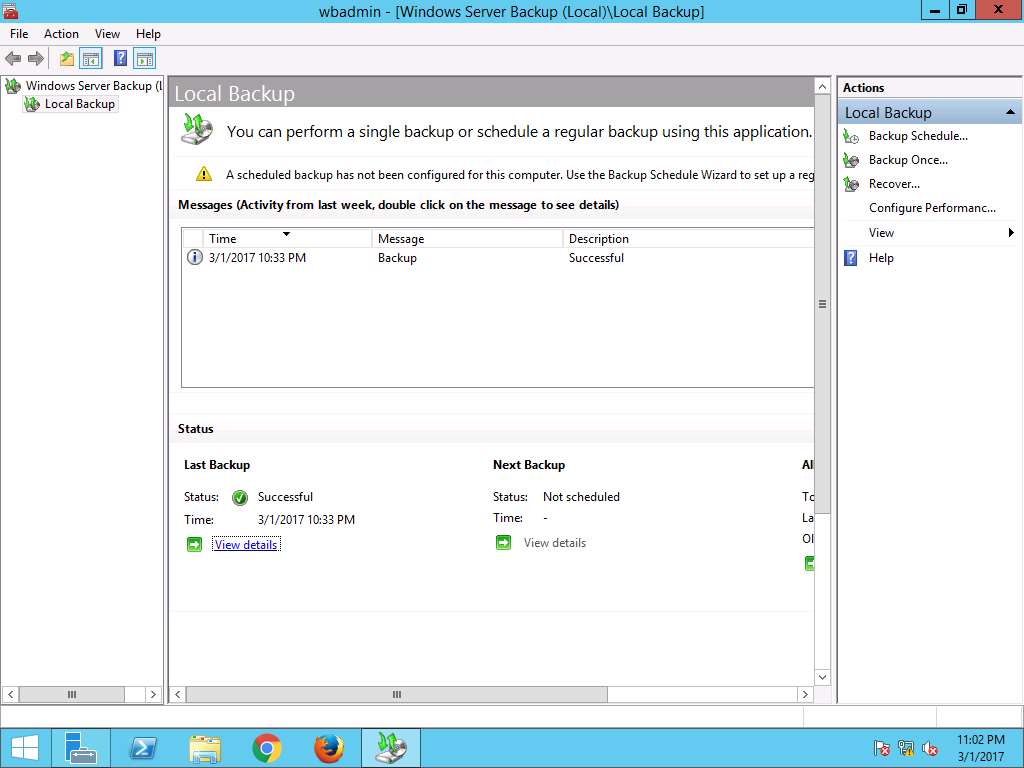 wbadmin - [Windows Server Backup (Local)\Local Backup]
File Action View Help
Windows Server Backup (L
Local Backup
Local Backup
You can perform a single backup or schedule a regular backup using this application.
A scheduled backup has not been configured for this computer. Use the Backup Schedule Wizard to set up a reg
Messages (Activity from last week, double click on the message to see details)
Time Message Description
3/1/2017 10:33 PM Backup Successful
Status
Last Backup
Status: Successful
Time: 3/1/2017 10:33 PM
View details
Next Backup
Status: Not scheduled
Time: -
View details
Al
To
La
Ol
Actions
Local Backup
Backup Schedule...
Backup Once...
Recover...
Configure Performanc...
View
Help
11:02 PM
3/1/2017